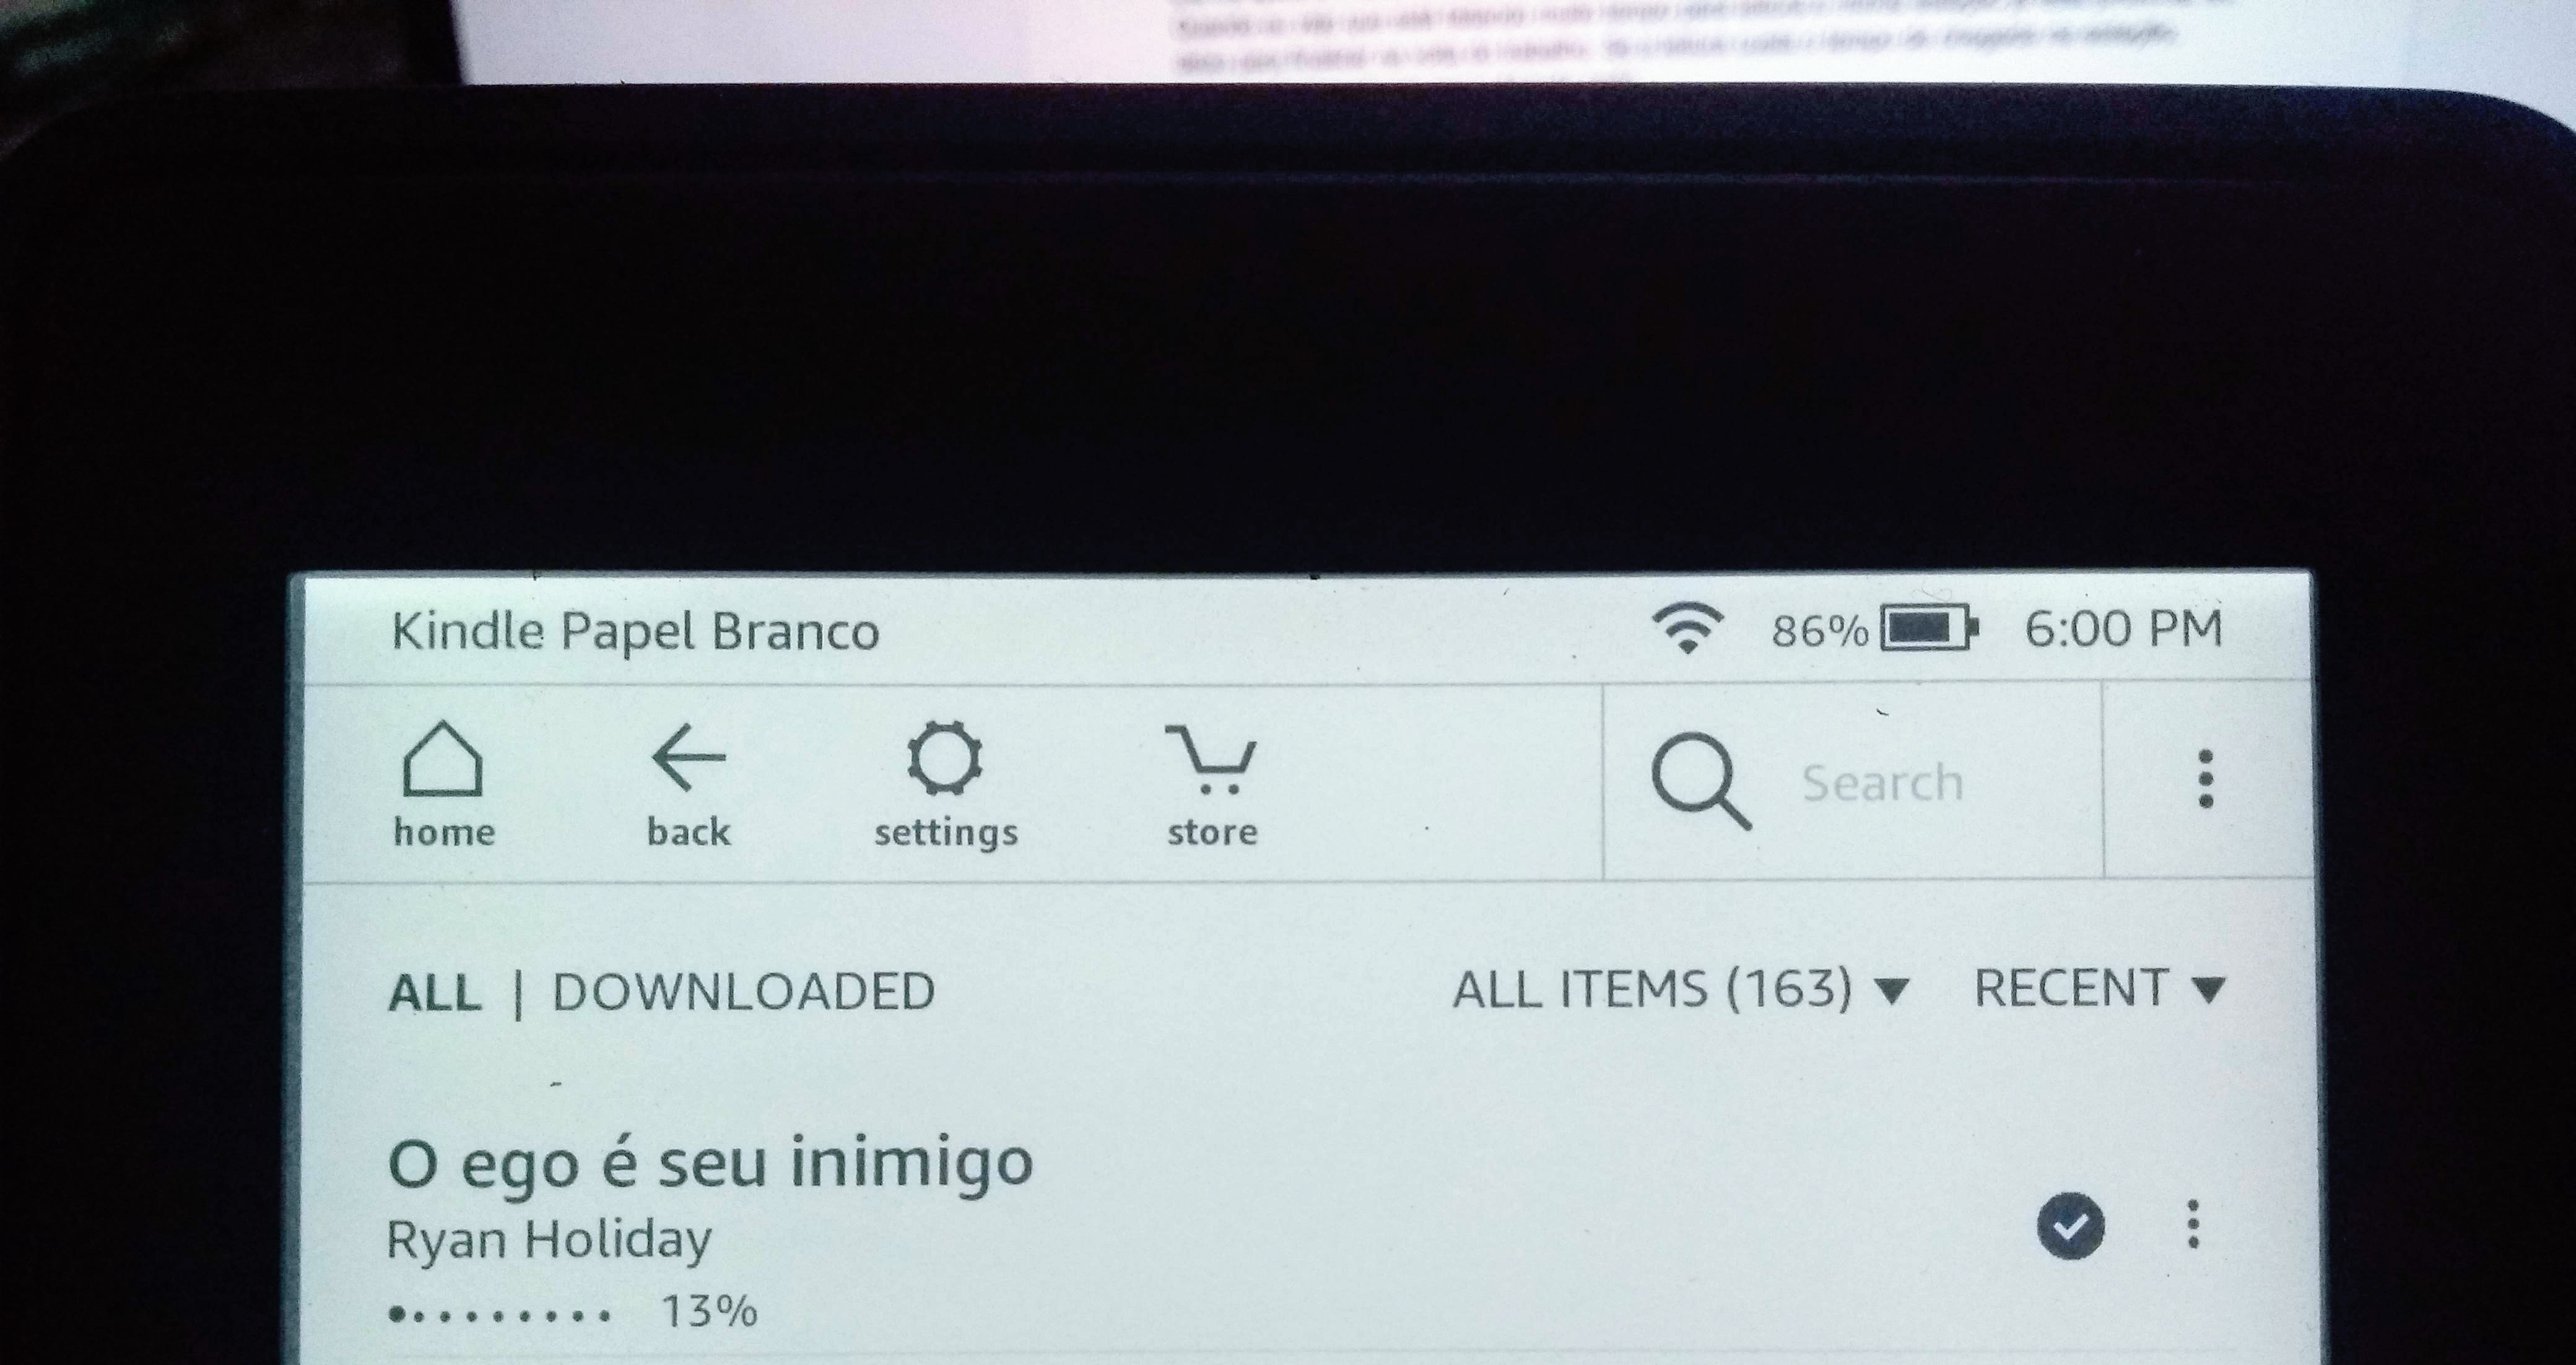 Kindle Papel Branco 86% 6:00 PM
home back settings store Search
ALL | DOWNLOADED ALL ITEMS (163) ▼ RECENT ▼
O ego é seu inimigo
Ryan Holiday
13%